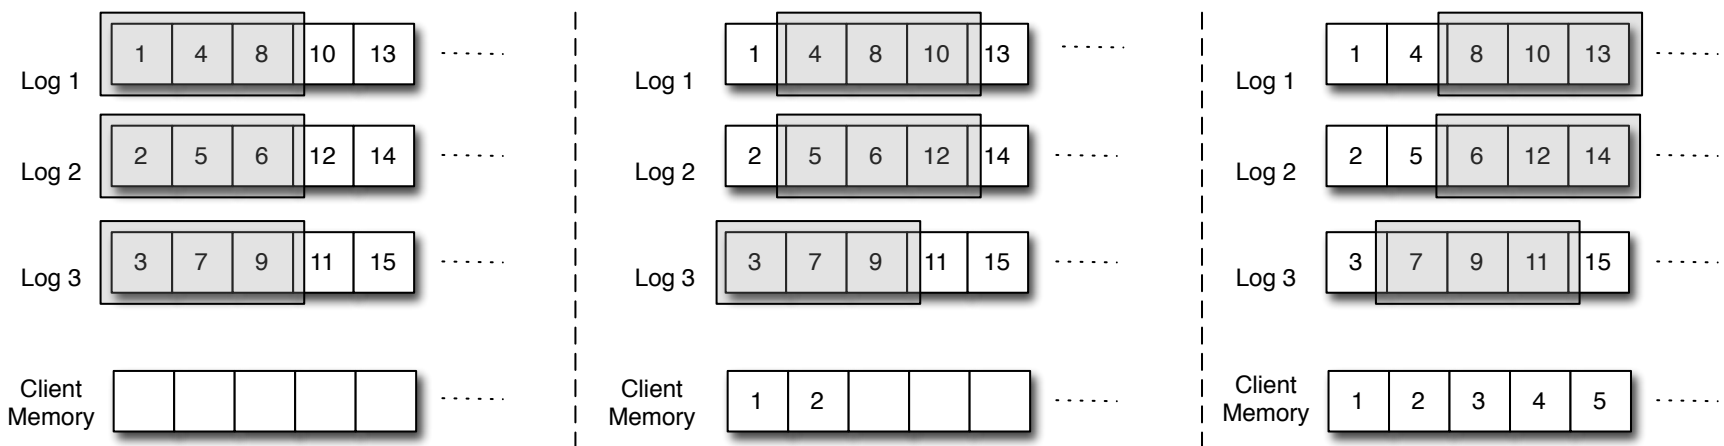 Log 1 1 4 8 10 13 ......
Log 2 2 5 6 12 14 ......
Log 3 3 7 9 11 15 ......
Client Memory ......
Log 1 1 4 8 10 13 ......
Log 2 2 5 6 12 14 ......
Log 3 3 7 9 11 15 ......
Client Memory 1 2 ......
Log 1 1 4 8 10 13 ......
Log 2 2 5 6 12 14 ......
Log 3 3 7 9 11 15 ......
Client Memory 1 2 3 4 5 ......